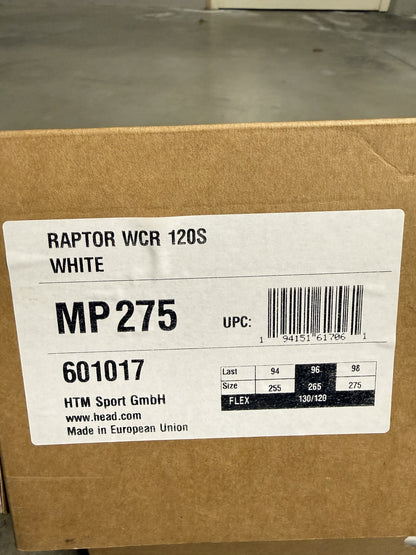 RAPTOR WCR 120S
WHITE
MP 275
UPC:
1 94151 61706 1
601017
Last 94 96 98
Size 255 265 275
FLEX 130/120
HTM Sport GmbH
www.head.com
Made in European Union